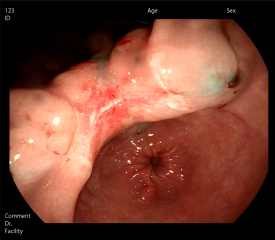 123
Age
Sex
ID
Comment
Dr.
Facility